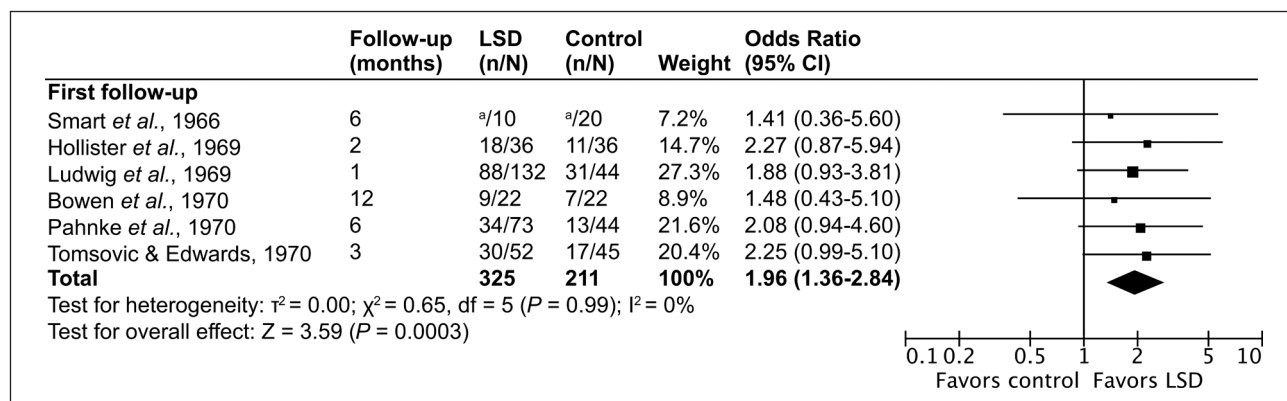 Follow-up (months) LSD (n/N) Control (n/N) Weight Odds Ratio (95% CI)
First follow-up
Smart et al., 1966 6 ᵃ/10 ᵃ/20 7.2% 1.41 (0.36-5.60)
Hollister et al., 1969 2 18/36 11/36 14.7% 2.27 (0.87-5.94)
Ludwig et al., 1969 1 88/132 31/44 27.3% 1.88 (0.93-3.81)
Bowen et al., 1970 12 9/22 7/22 8.9% 1.48 (0.43-5.10)
Pahnke et al., 1970 6 34/73 13/44 21.6% 2.08 (0.94-4.60)
Tomsovic & Edwards, 1970 3 30/52 17/45 20.4% 2.25 (0.99-5.10)
Total 325 211 100% 1.96 (1.36-2.84)
Test for heterogeneity: τ² = 0.00; χ² = 0.65, df = 5 (P = 0.99); I² = 0%
Test for overall effect: Z = 3.59 (P = 0.0003)
0.1 0.2 0.5 1 2 5 10
Favors control Favors LSD